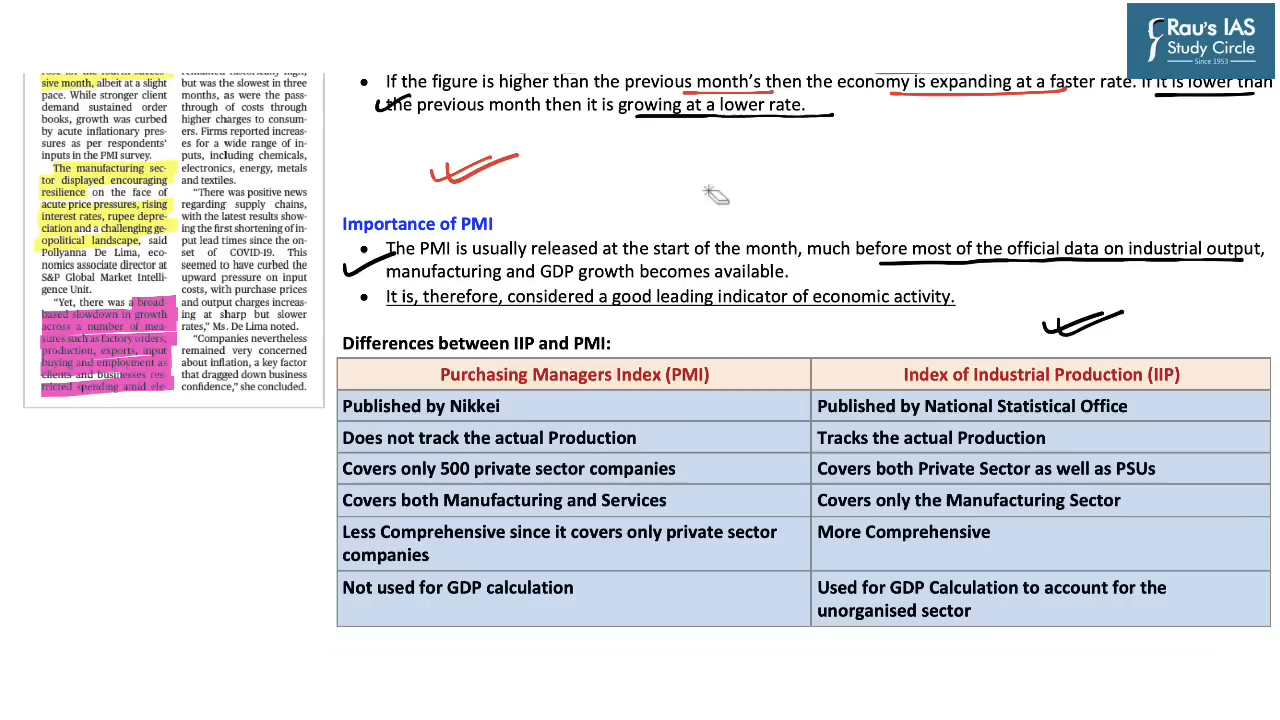 Rau's IAS
Study Circle
Since 1953
sive month, albeit at a slight
pace. While stronger client
demand sustained order
books, growth was curbed
by acute inflationary pres-
sures as per respondents'
inputs in the PMI survey.
The manufacturing sec-
tor displayed encouraging
resilience on the face of
acute price pressures, rising
interest rates, rupee depre-
ciation and a challenging ge-
opolitical landscape, said
Pollyanna De Lima, eco-
nomics associate director at
S&P Global Market Intelli-
gence Unit.
"Yet, there was a broad-
based slowdown in growth
across a number of mea-
sures such as factory orders,
production, exports, input
buying and employment as
clients and businesses res-
tricted spending amid ele-
but was the slowest in three
months, as were the pass-
through of costs through
higher charges to consum-
ers. Firms reported increas-
es for a wide range of in-
puts, including chemicals,
electronics, energy, metals
and textiles.
"There was positive news
regarding supply chains,
with the latest results show-
ing the first shortening of in-
put lead times since the on-
set of COVID-19. This
seemed to have curbed the
upward pressure on input
costs, with purchase prices
and output charges increas-
ing at sharp but slower
rates," Ms. De Lima noted.
"Companies nevertheless
remained very concerned
about inflation, a key factor
that dragged down business
confidence," she concluded.
• If the figure is higher than the previous month's then the economy is expanding at a faster rate. If it is lower than
the previous month then it is growing at a lower rate.
Importance of PMI
• The PMI is usually released at the start of the month, much before most of the official data on industrial output,
manufacturing and GDP growth becomes available.
• It is, therefore, considered a good leading indicator of economic activity.
Differences between IIP and PMI:
Purchasing Managers Index (PMI)
Index of Industrial Production (IIP)
Published by Nikkei
Published by National Statistical Office
Does not track the actual Production
Tracks the actual Production
Covers only 500 private sector companies
Covers both Private Sector as well as PSUs
Covers both Manufacturing and Services
Covers only the Manufacturing Sector
Less Comprehensive since it covers only private sector
companies
More Comprehensive
Not used for GDP calculation
Used for GDP Calculation to account for the
unorganised sector